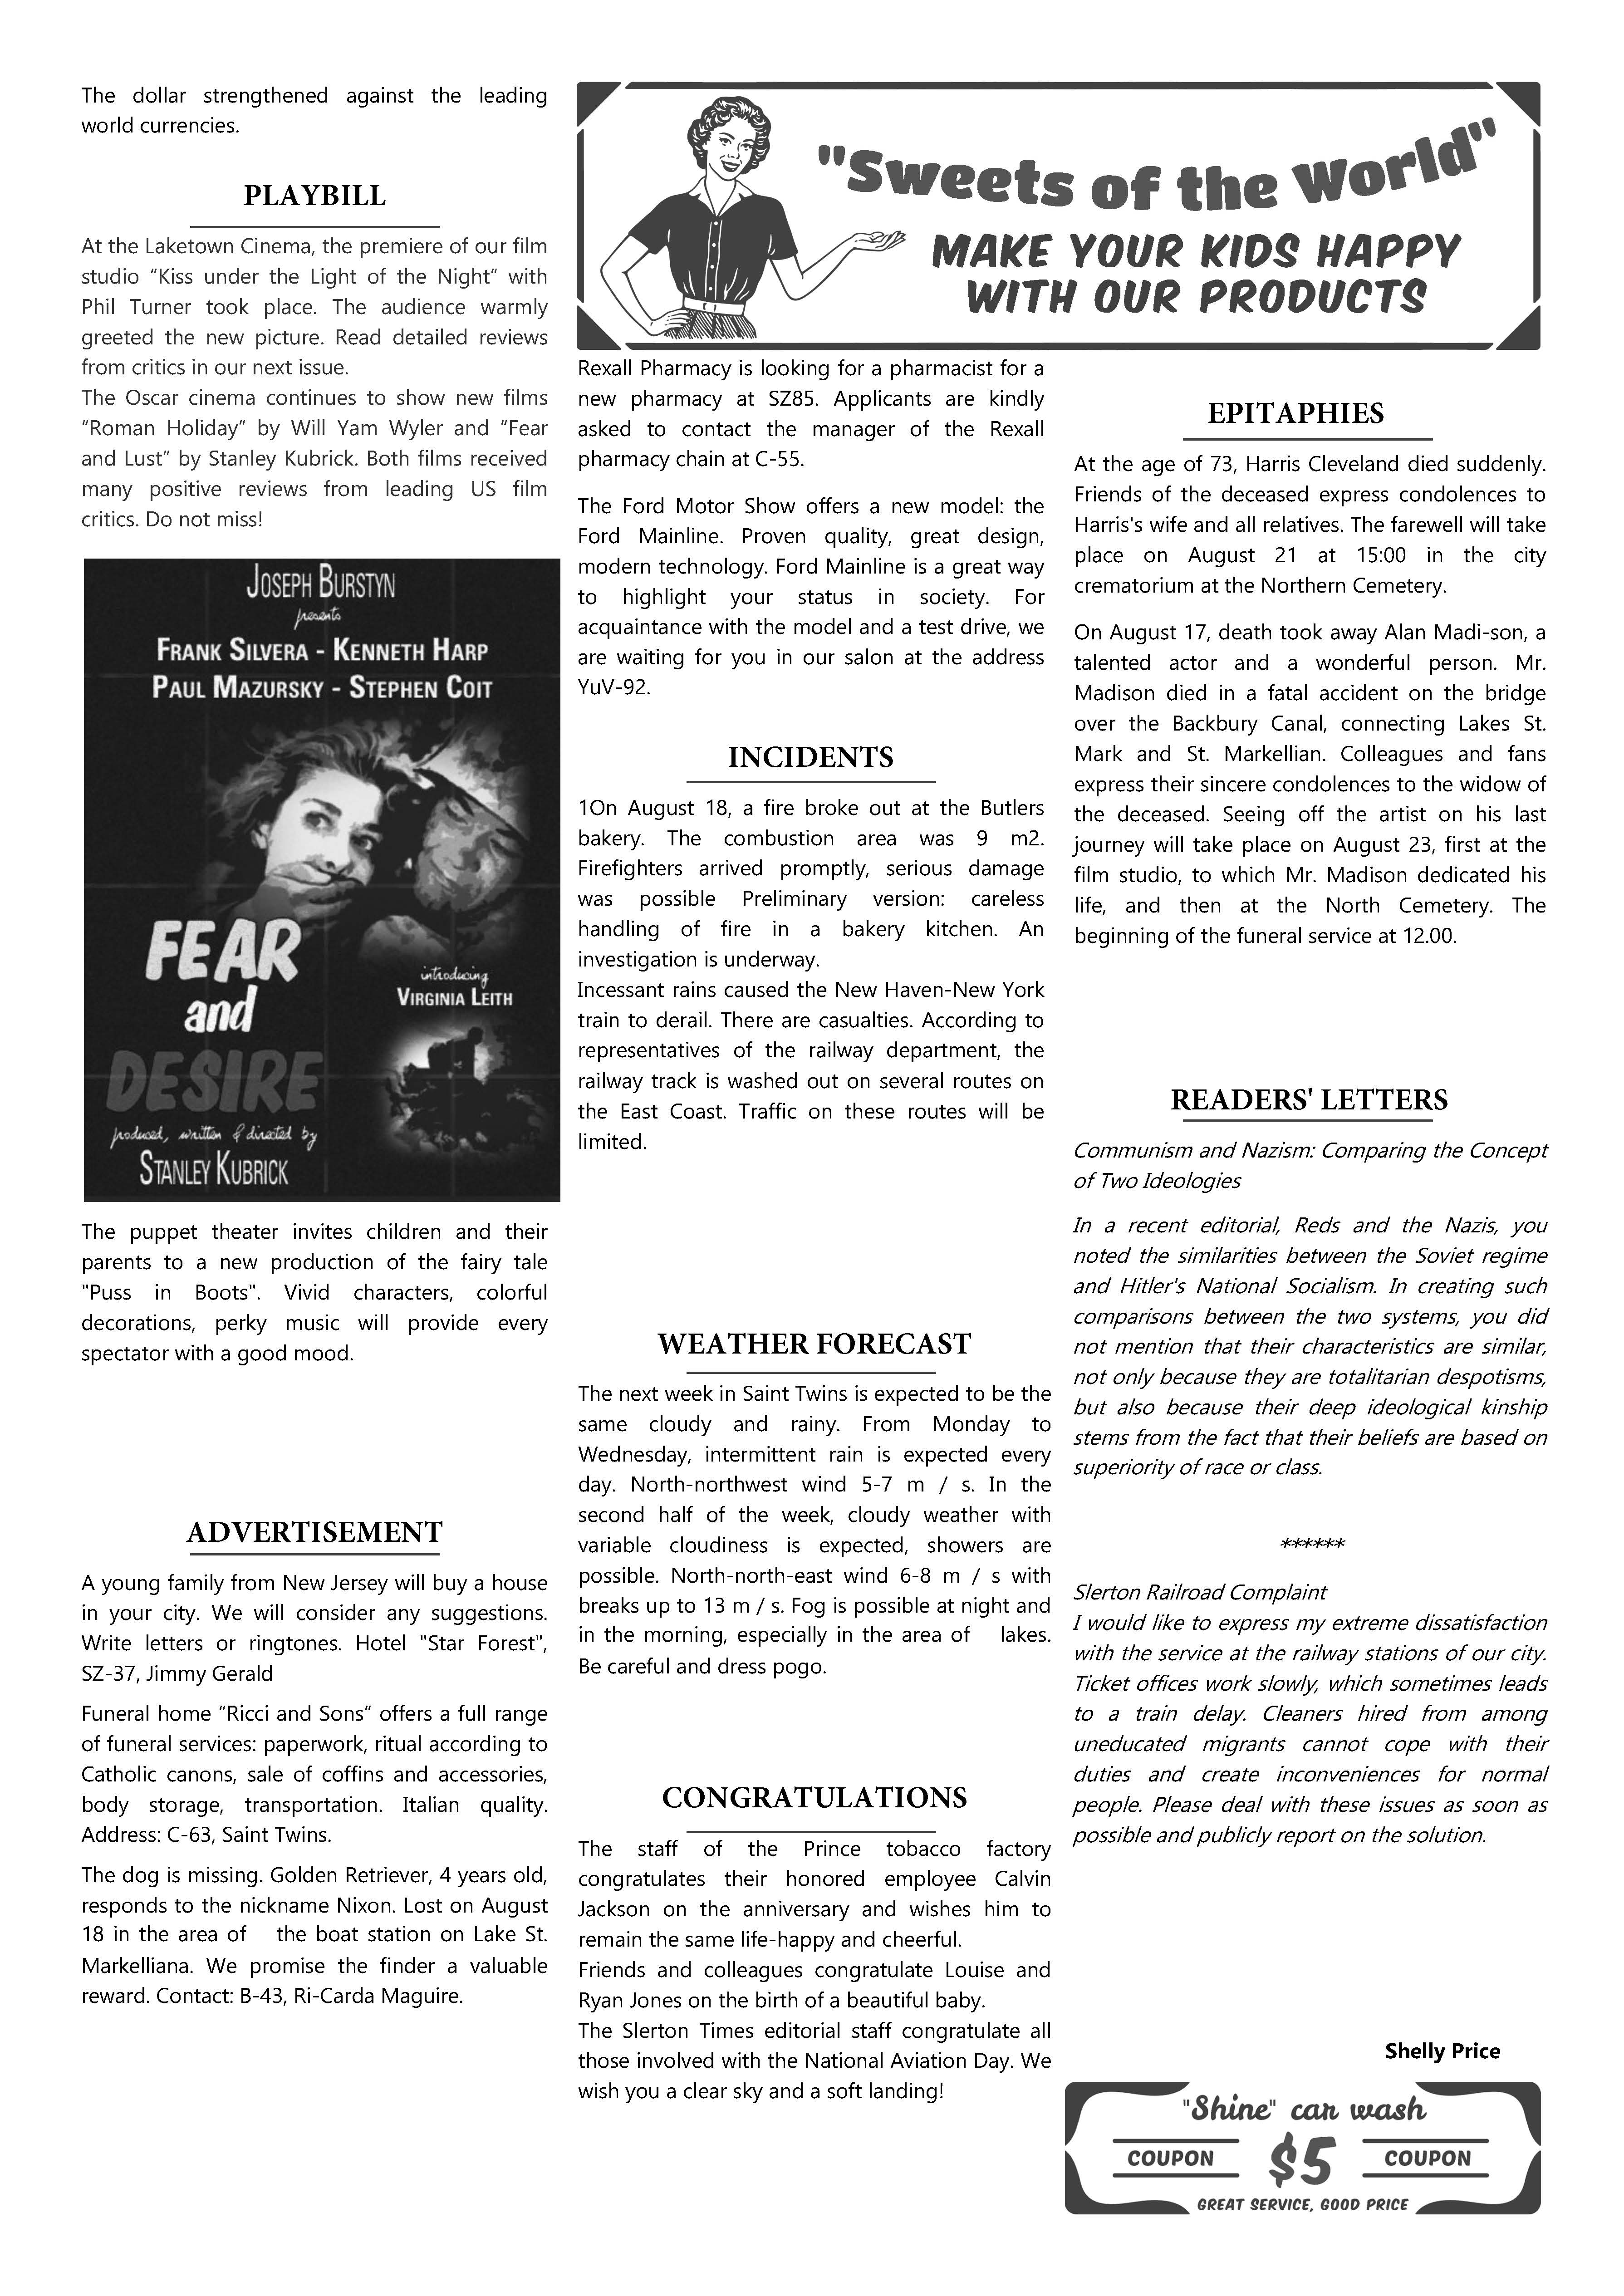 The dollar strengthened against the leading
world currencies.
PLAYBILL
At the Laketown Cinema, the premiere of our film
studio “Kiss under the Light of the Night” with
Phil Turner took place. The audience warmly
greeted the new picture. Read detailed reviews
from critics in our next issue.
The Oscar cinema continues to show new films
“Roman Holiday” by Will Yam Wyler and “Fear
and Lust” by Stanley Kubrick. Both films received
many positive reviews from leading US film
critics. Do not miss!
JOSEPH BURSTYN
presents
FRANK SILVERA - KENNETH HARP
PAUL MAZURSKY - STEPHEN COIT
FEAR
and
DESIRE
introducing
VIRGINIA LEITH
produced, written & directed by
STANLEY KUBRICK
The puppet theater invites children and their
parents to a new production of the fairy tale
"Puss in Boots". Vivid characters, colorful
decorations, perky music will provide every
spectator with a good mood.
ADVERTISEMENT
A young family from New Jersey will buy a house
in your city. We will consider any suggestions.
Write letters or ringtones. Hotel "Star Forest",
SZ-37, Jimmy Gerald
Funeral home “Ricci and Sons” offers a full range
of funeral services: paperwork, ritual according to
Catholic canons, sale of coffins and accessories,
body storage, transportation. Italian quality.
Address: C-63, Saint Twins.
The dog is missing. Golden Retriever, 4 years old,
responds to the nickname Nixon. Lost on August
18 in the area of the boat station on Lake St.
Markelliana. We promise the finder a valuable
reward. Contact: B-43, Ri-Carda Maguire.
"Sweets of the World"
MAKE YOUR KIDS HAPPY
WITH OUR PRODUCTS
Rexall Pharmacy is looking for a pharmacist for a
new pharmacy at SZ85. Applicants are kindly
asked to contact the manager of the Rexall
pharmacy chain at C-55.
The Ford Motor Show offers a new model: the
Ford Mainline. Proven quality, great design,
modern technology. Ford Mainline is a great way
to highlight your status in society. For
acquaintance with the model and a test drive, we
are waiting for you in our salon at the address
YuV-92.
INCIDENTS
1On August 18, a fire broke out at the Butlers
bakery. The combustion area was 9 m2.
Firefighters arrived promptly, serious damage
was possible Preliminary version: careless
handling of fire in a bakery kitchen. An
investigation is underway.
Incessant rains caused the New Haven-New York
train to derail. There are casualties. According to
representatives of the railway department, the
railway track is washed out on several routes on
the East Coast. Traffic on these routes will be
limited.
WEATHER FORECAST
The next week in Saint Twins is expected to be the
same cloudy and rainy. From Monday to
Wednesday, intermittent rain is expected every
day. North-northwest wind 5-7 m / s. In the
second half of the week, cloudy weather with
variable cloudiness is expected, showers are
possible. North-north-east wind 6-8 m / s with
breaks up to 13 m / s. Fog is possible at night and
in the morning, especially in the area of lakes.
Be careful and dress pogo.
CONGRATULATIONS
The staff of the Prince tobacco factory
congratulates their honored employee Calvin
Jackson on the anniversary and wishes him to
remain the same life-happy and cheerful.
Friends and colleagues congratulate Louise and
Ryan Jones on the birth of a beautiful baby.
The Slerton Times editorial staff congratulate all
those involved with the National Aviation Day. We
wish you a clear sky and a soft landing!
EPITAPHIES
At the age of 73, Harris Cleveland died suddenly.
Friends of the deceased express condolences to
Harris's wife and all relatives. The farewell will take
place on August 21 at 15:00 in the city
crematorium at the Northern Cemetery.
On August 17, death took away Alan Madi-son, a
talented actor and a wonderful person. Mr.
Madison died in a fatal accident on the bridge
over the Backbury Canal, connecting Lakes St.
Mark and St. Markellian. Colleagues and fans
express their sincere condolences to the widow of
the deceased. Seeing off the artist on his last
journey will take place on August 23, first at the
film studio, to which Mr. Madison dedicated his
life, and then at the North Cemetery. The
beginning of the funeral service at 12.00.
READERS' LETTERS
Communism and Nazism: Comparing the Concept
of Two Ideologies
In a recent editorial, Reds and the Nazis, you
noted the similarities between the Soviet regime
and Hitler's National Socialism. In creating such
comparisons between the two systems, you did
not mention that their characteristics are similar,
not only because they are totalitarian despotisms,
but also because their deep ideological kinship
stems from the fact that their beliefs are based on
superiority of race or class.
******
Slerton Railroad Complaint
I would like to express my extreme dissatisfaction
with the service at the railway stations of our city.
Ticket offices work slowly, which sometimes leads
to a train delay. Cleaners hired from among
uneducated migrants cannot cope with their
duties and create inconveniences for normal
people. Please deal with these issues as soon as
possible and publicly report on the solution.
Shelly Price
"Shine" car wash
COUPON $5 COUPON
GREAT SERVICE, GOOD PRICE